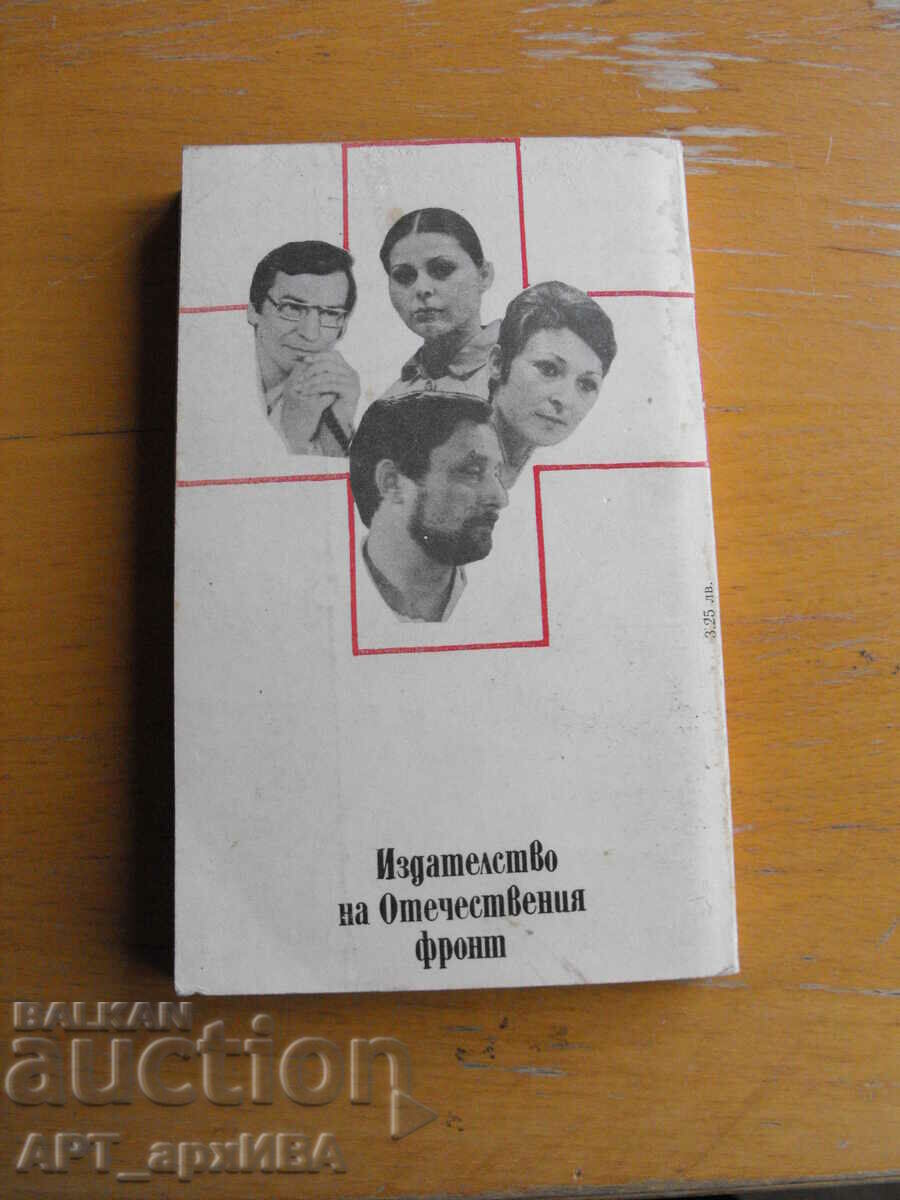 3.25 лв.
Издателство
на Отечествения
фронт
BALKAN
auction
АРТ_архИВА